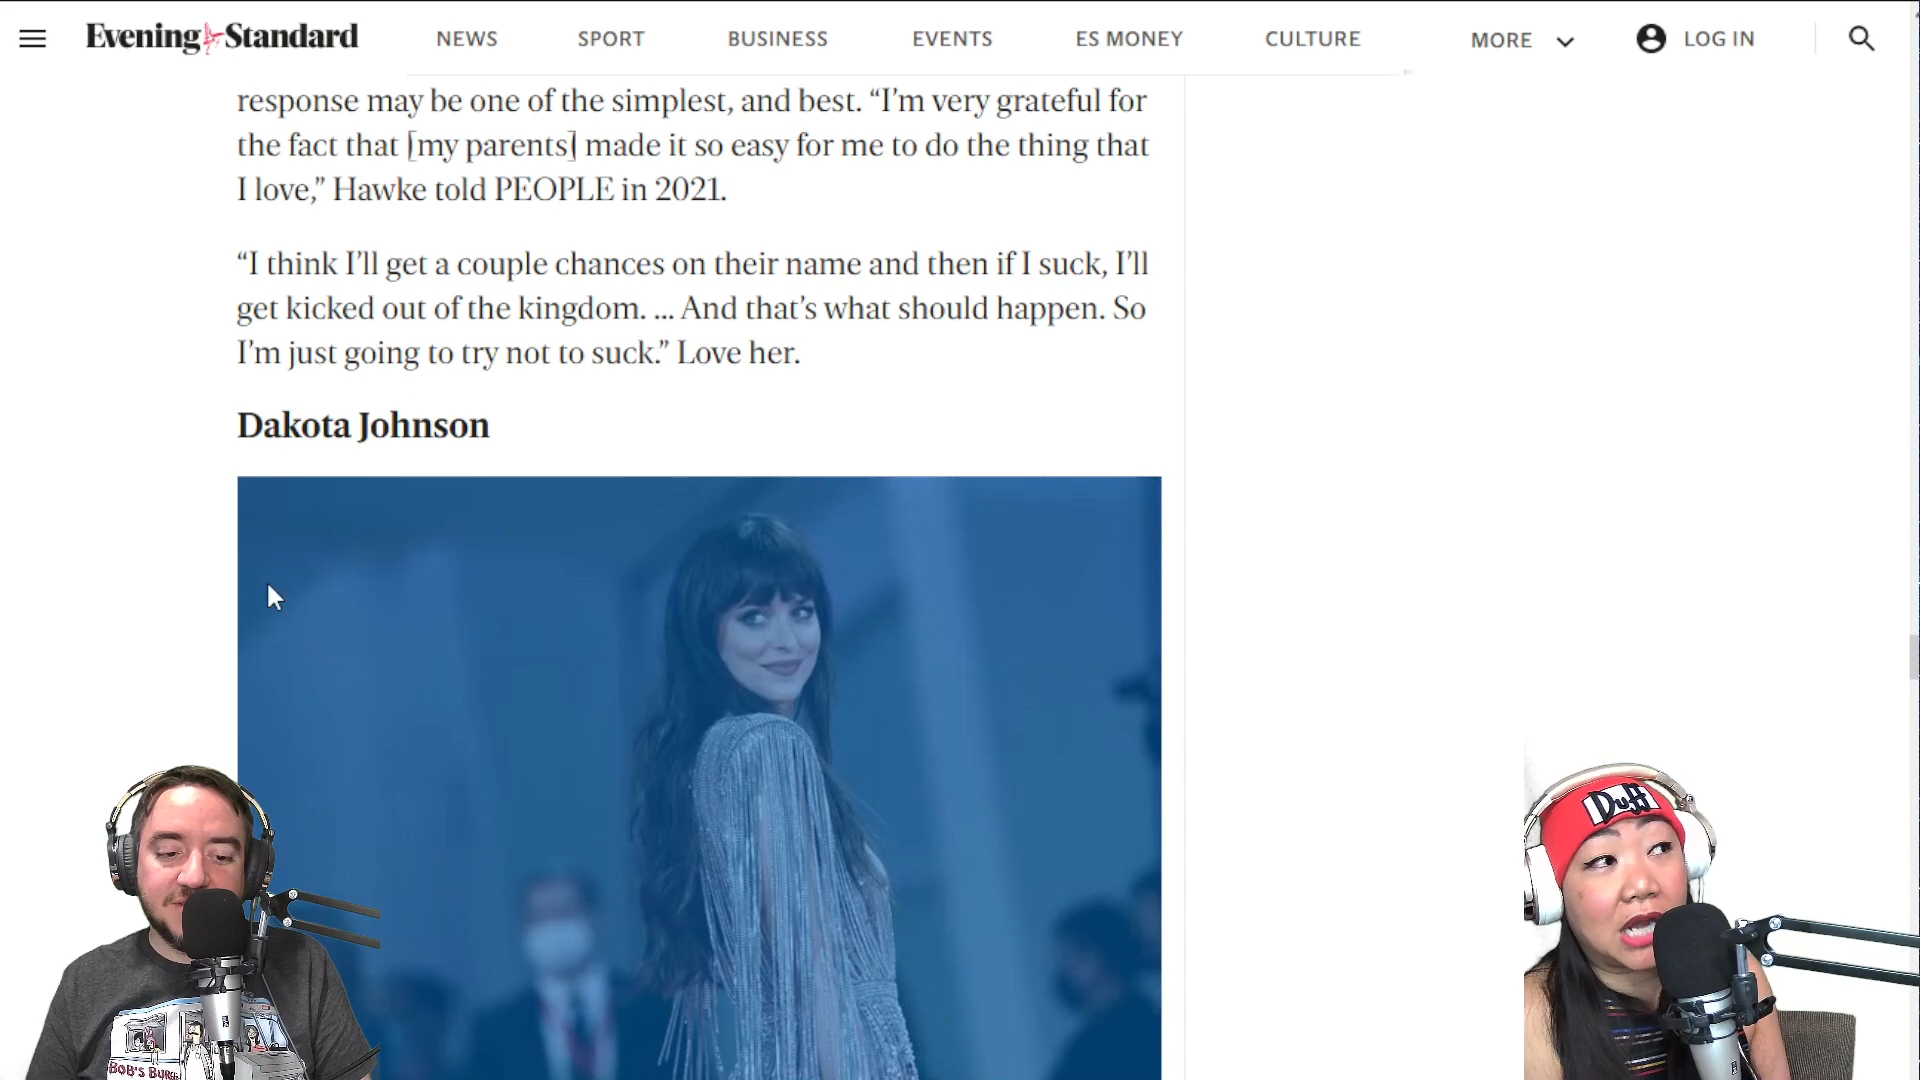 Evening Standard
NEWS SPORT BUSINESS EVENTS ES MONEY CULTURE MORE LOG IN
response may be one of the simplest, and best. “I’m very grateful for
the fact that [my parents] made it so easy for me to do the thing that
I love,” Hawke told PEOPLE in 2021.
“I think I’ll get a couple chances on their name and then if I suck, I’ll
get kicked out of the kingdom. ... And that’s what should happen. So
I’m just going to try not to suck.” Love her.
Dakota Johnson
Duff
BOB'S